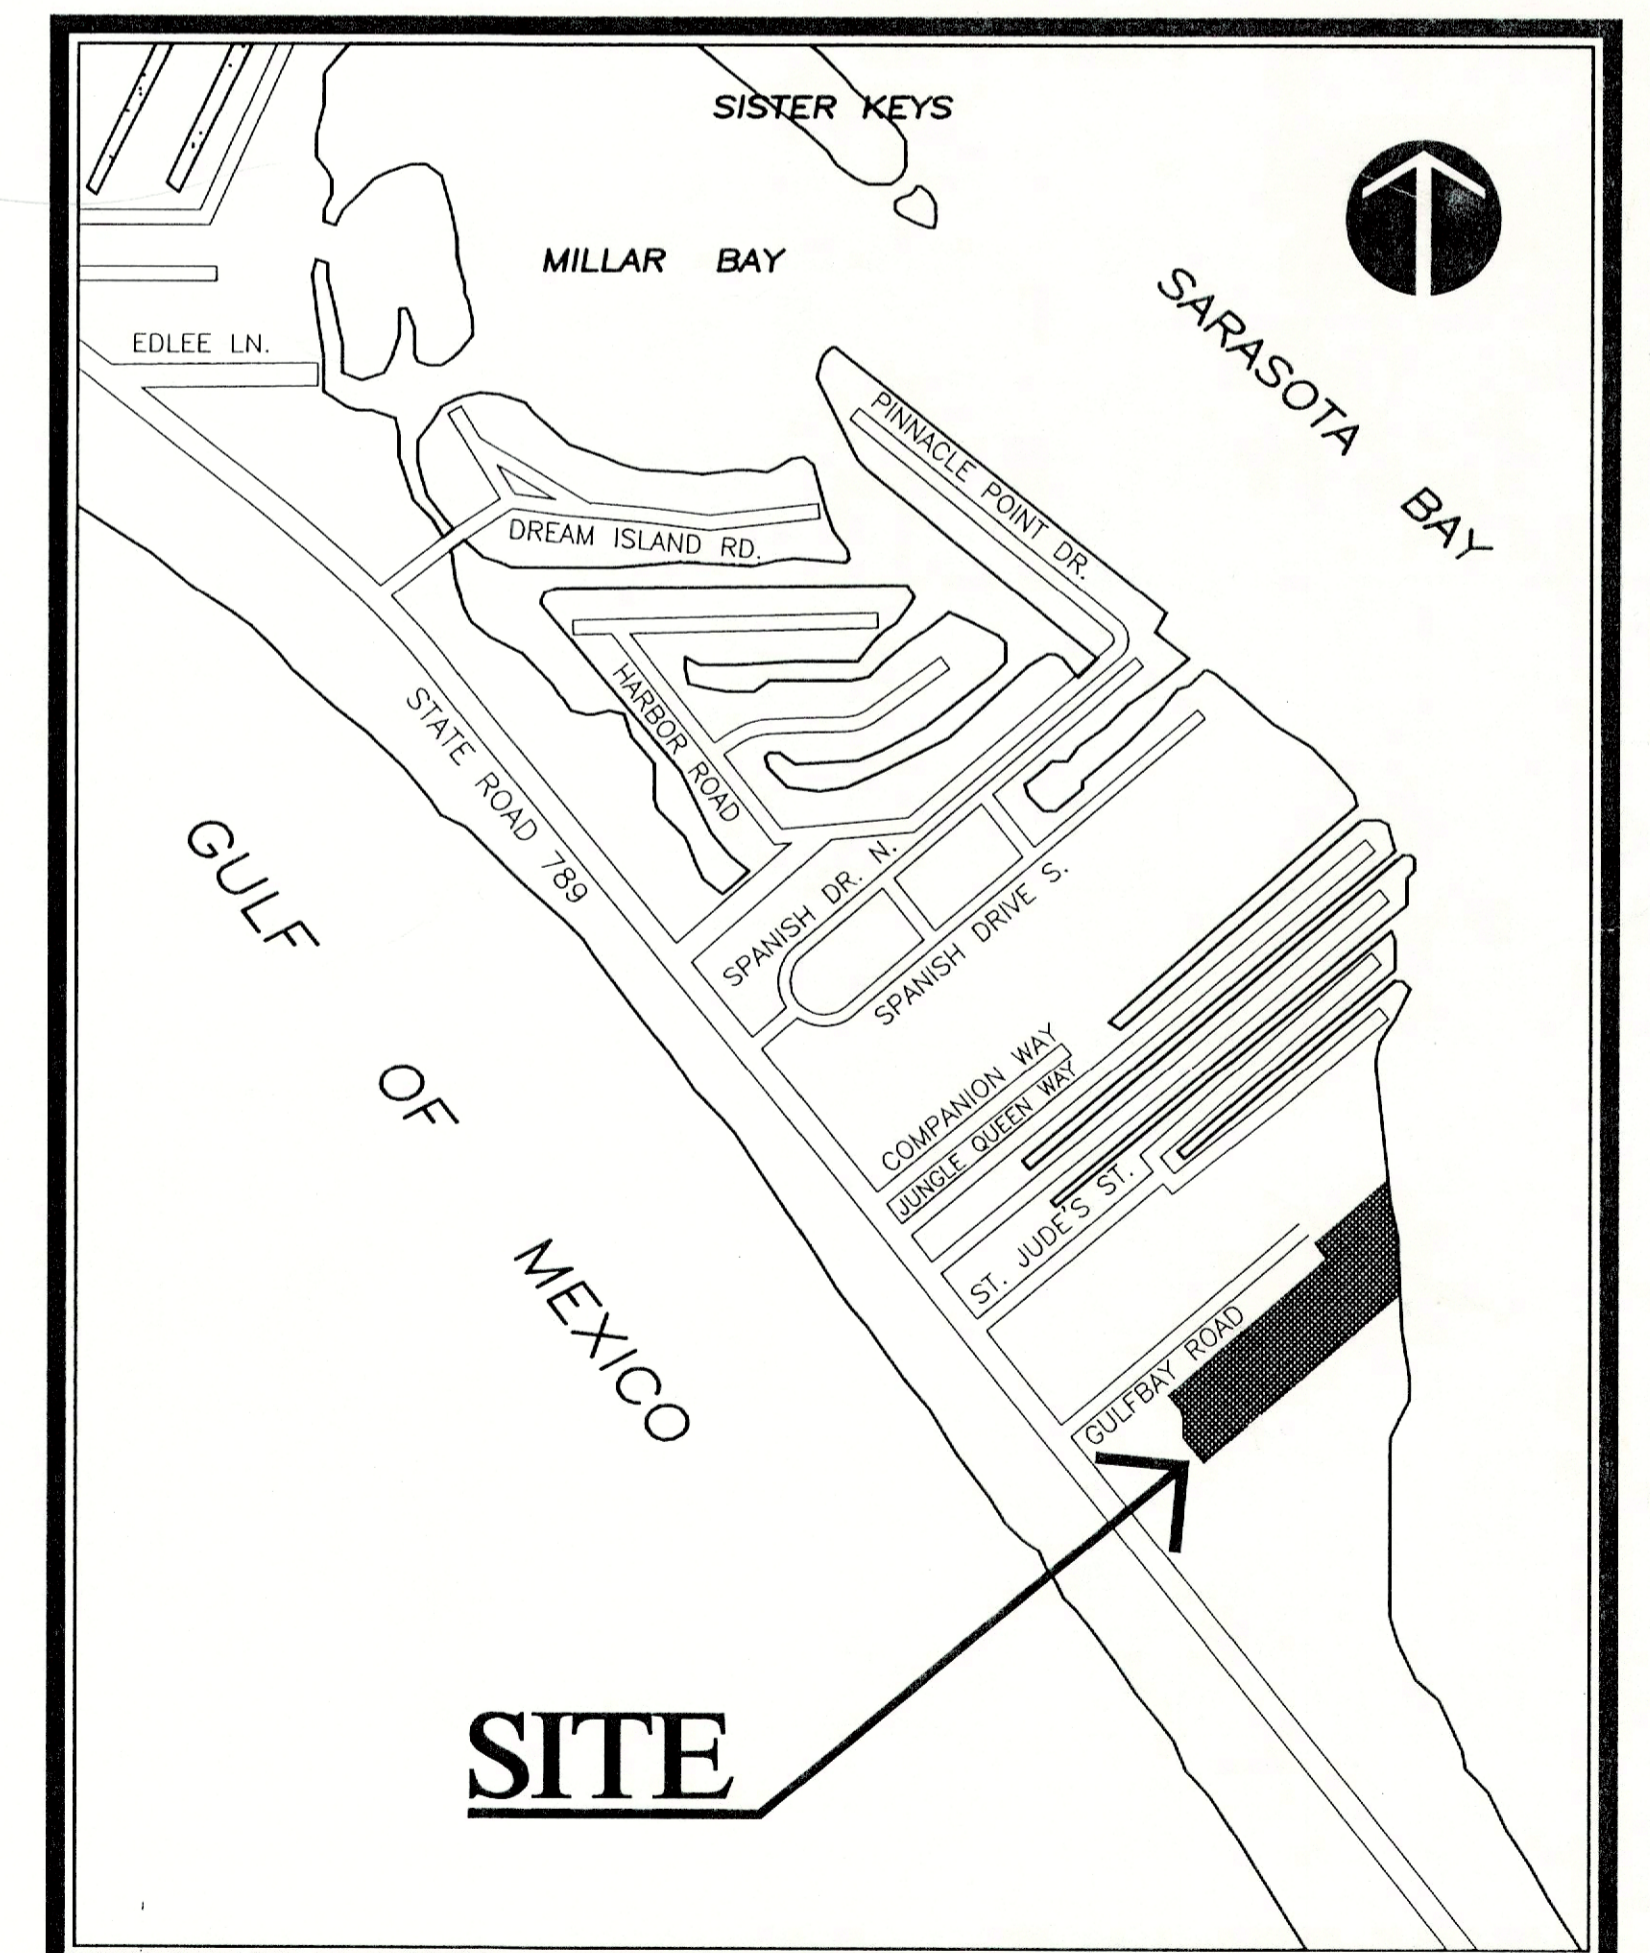 SISTER KEYS
MILLAR BAY
SARASOTA BAY
EDLEE LN.
PINNACLE POINT DR.
DREAM ISLAND RD.
HARBOR ROAD
STATE ROAD 789
SPANISH DR. N.
SPANISH DRIVE S.
GULF OF MEXICO
COMPANION WAY
JUNGLE QUEEN WAY
ST. JUDE'S ST.
GULFBAY ROAD
SITE